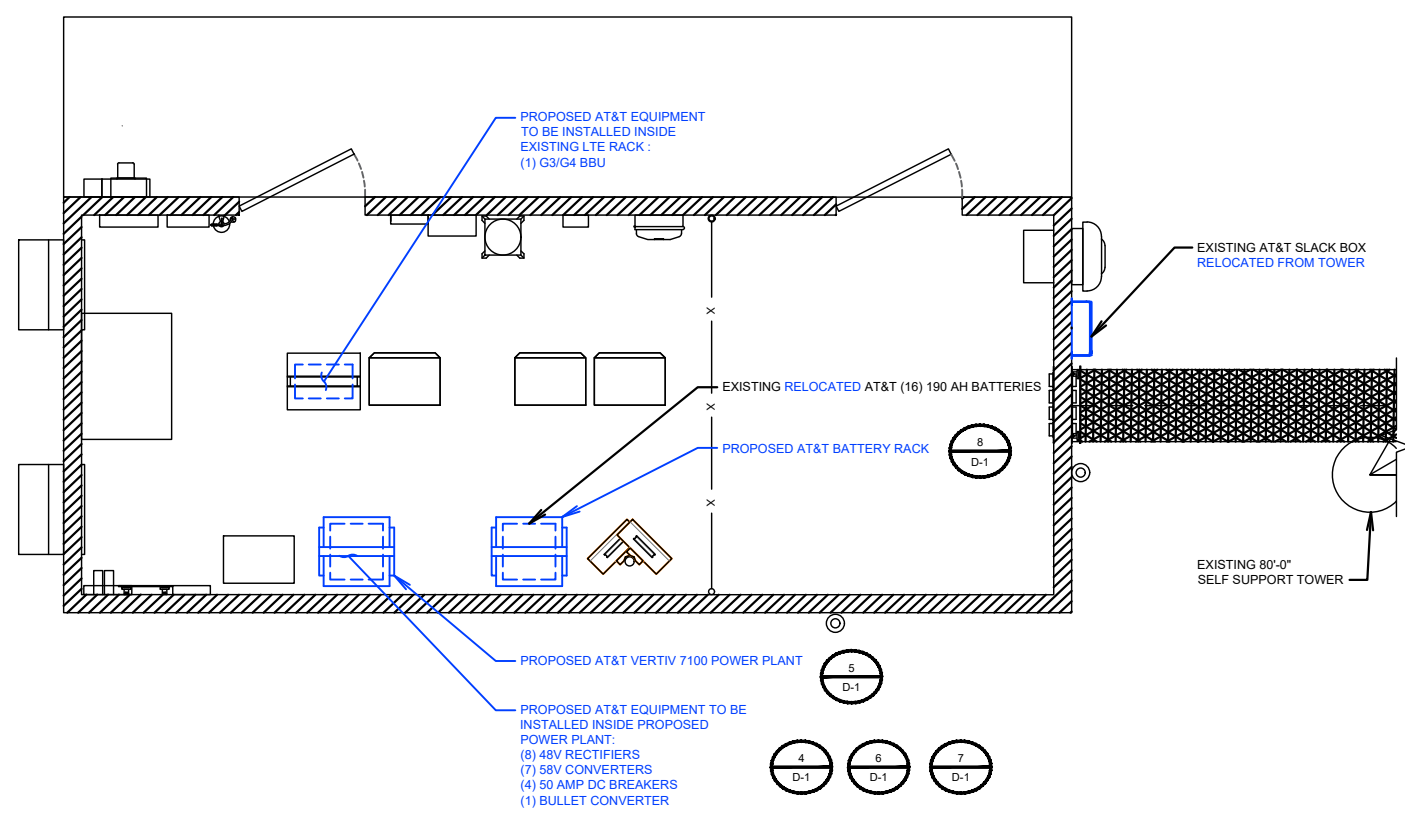 PROPOSED AT&T EQUIPMENT
TO BE INSTALLED INSIDE
EXISTING LTE RACK :
(1) G3/G4 BBU
EXISTING AT&T SLACK BOX
RELOCATED FROM TOWER
X
X
X
EXISTING RELOCATED AT&T (16) 190 AH BATTERIES
PROPOSED AT&T BATTERY RACK
8
D-1
EXISTING 80'-0"
SELF SUPPORT TOWER
PROPOSED AT&T VERTIV 7100 POWER PLANT
5
D-1
PROPOSED AT&T EQUIPMENT TO BE
INSTALLED INSIDE PROPOSED
POWER PLANT:
(8) 48V RECTIFIERS
(7) 58V CONVERTERS
(4) 50 AMP DC BREAKERS
(1) BULLET CONVERTER
4
D-1
6
D-1
7
D-1